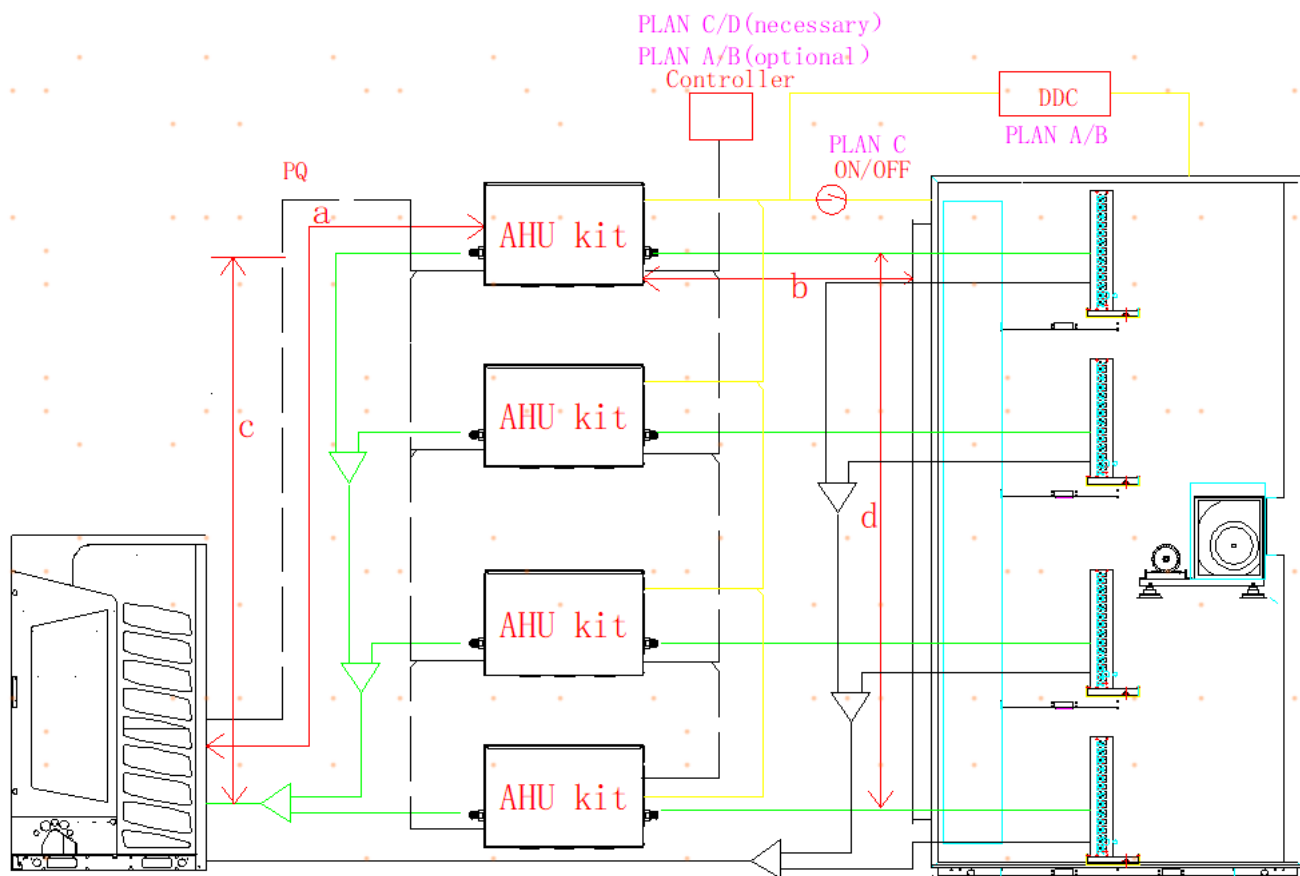 PLAN C/D(necessary)
PLAN A/B(optional)
Controller
DDC
PLAN A/B
PLAN C
ON/OFF
PQ
a
AHU kit
b
AHU kit
c
d
AHU kit
AHU kit